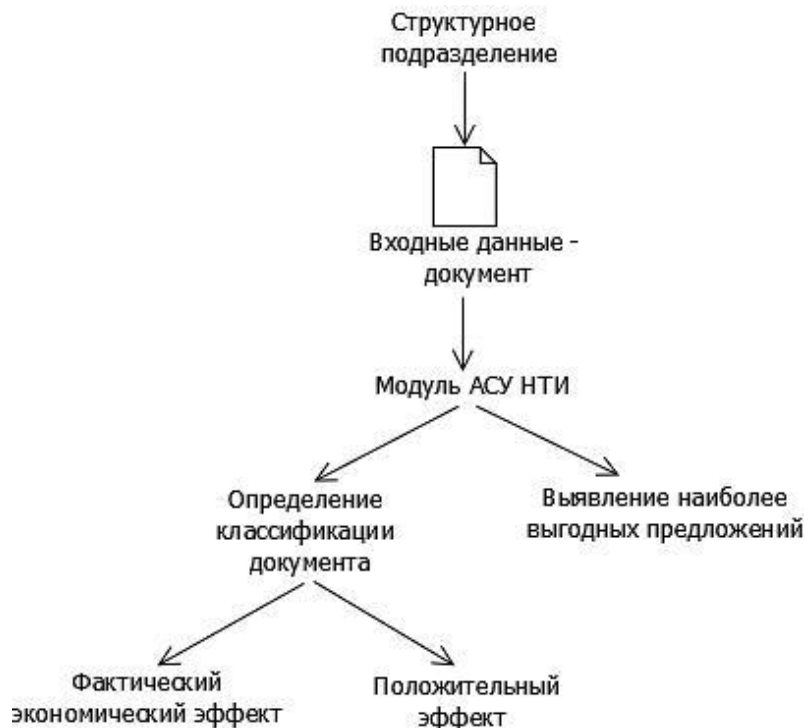 Структурное
подразделение
Входные данные -
документ
Модуль АСУ НТИ
Определение
классификации
документа
Выявление наиболее
выгодных предложений
Фактический
экономический эффект
Положительный
эффект